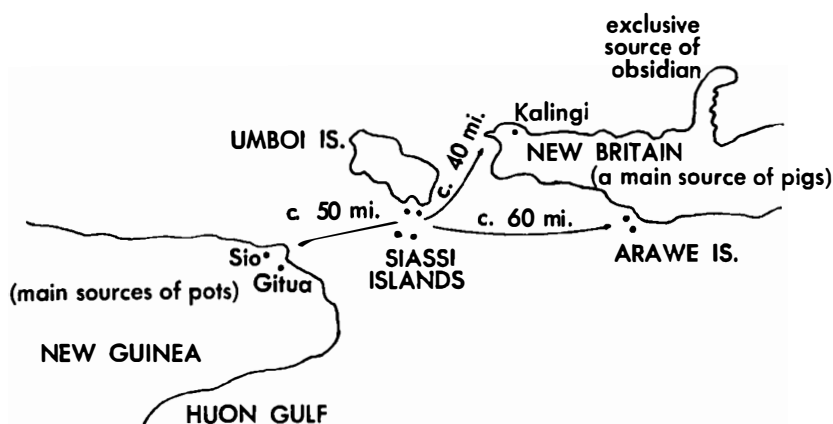 exclusive
source of
obsidian
Kalingi
UMBOI IS.
c. 40 mi.
NEW BRITAIN
(a main source of pigs)
c. 50 mi.
c. 60 mi.
Sio
SIASSI
ISLANDS
ARAWE IS.
Gitua
(main sources of pots)
NEW GUINEA
HUON GULF